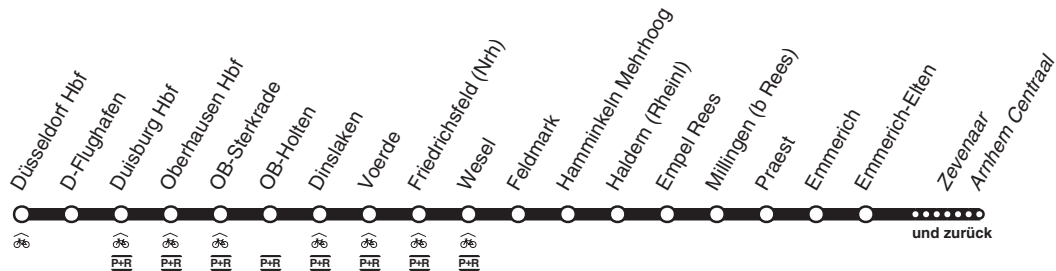 Düsseldorf Hbf
D-Flughafen
Duisburg Hbf
Oberhausen Hbf
OB-Sterkrade
OB-Holten
Dinslaken
Voerde
Friedrichsfeld (Nrh)
Wesel
Feldmark
Hamminkeln Mehrhoog
Haldern (Rheinl)
Empel Rees
Millingen (b Rees)
Praest
Emmerich
Emmerich-Elten
Zevenaar
Arnhem Centraal
und zurück
P+R P+R P+R P+R P+R P+R P+R P+R